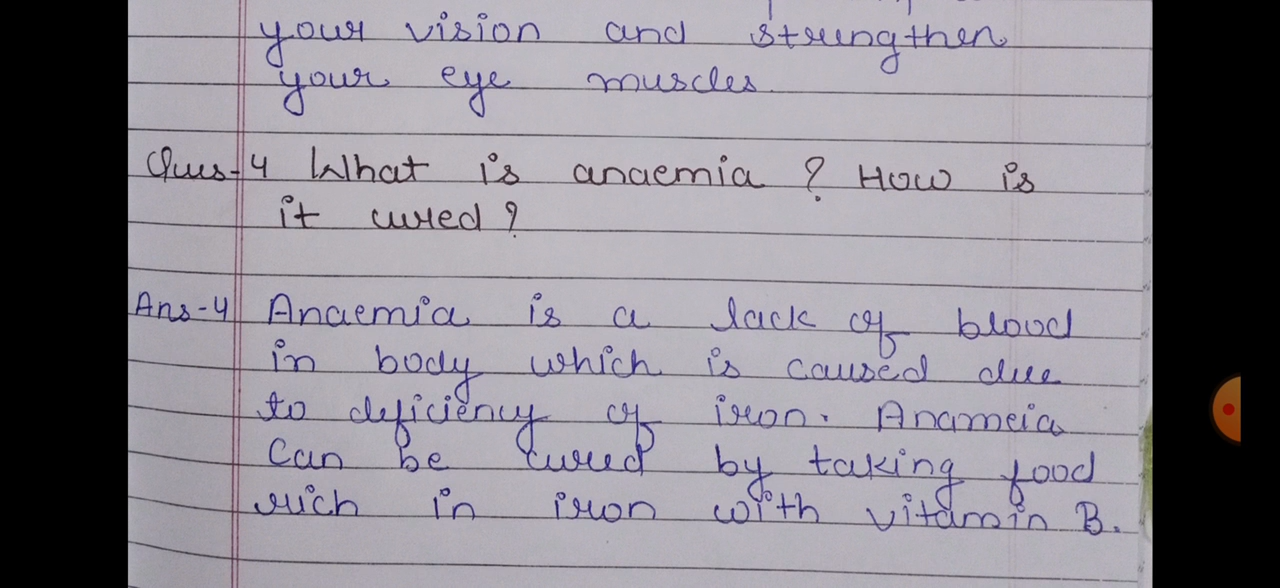 your vision and strengthen
your eye muscles.
Ques-4 What is anaemia ? How is
it cured ?
Ans-4 Anaemia is a lack of blood
in body which is caused due
to deficiency of iron. Anameia
Can be cured by taking food
rich in iron with vitamin B.